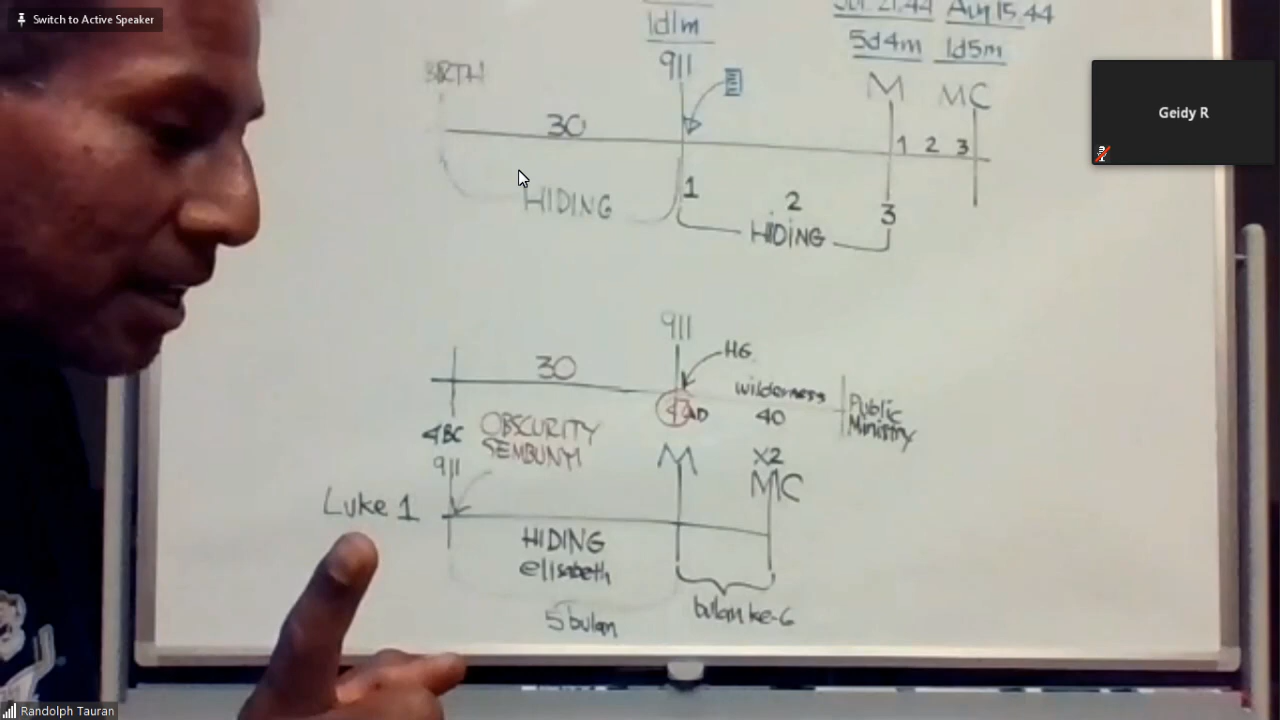 Switch to Active Speaker
Aug 15.44
1d1m
5d4m 1d5m
911
M MC
BIRTH
30
1 2 3
HIDING
1
2
HIDING
3
Geidy R
911
HG
30
wilderness
40
AD
Public
Ministry
4BC
OBSCURITY
SEMBUNYI
911
M
X2
MC
Luke 1
HIDING
elisabeth
5 bulan
bulan ke-6
Randolph Tauran